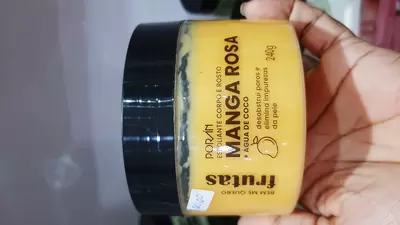 BEM ME QUERO
frutas
RORAIN
ESFOLIANTE CORPO E ROSTO
MANGA ROSA
+ ÁGUA DE COCO
desobstrui poros e
elimina impurezas
da pele
240g